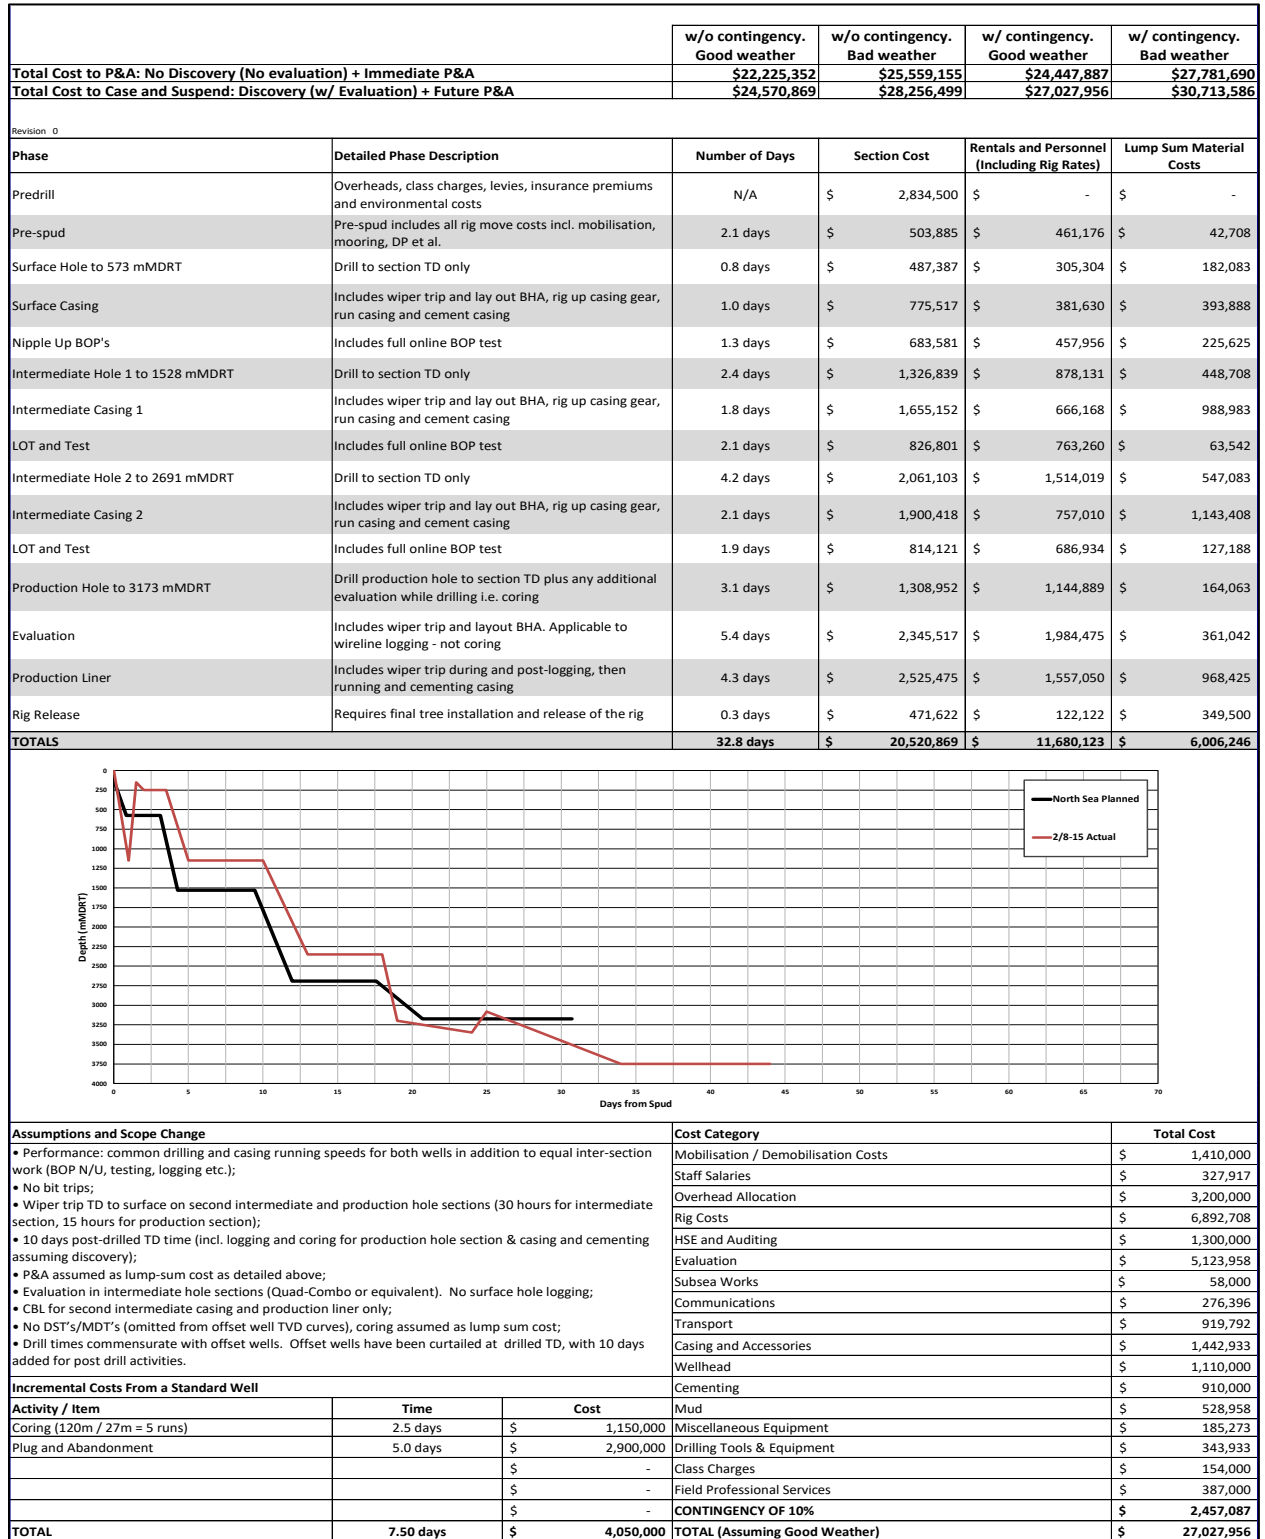 w/o contingency. w/o contingency. w/ contingency. w/ contingency.
Good weather Bad weather Good weather Bad weather
Total Cost to P&A: No Discovery (No evaluation) + Immediate P&A $22,225,352 $25,559,155 $24,447,887 $27,781,690
Total Cost to Case and Suspend: Discovery (w/ Evaluation) + Future P&A $24,570,869 $28,256,499 $27,027,956 $30,713,586
Revision 0
Phase Detailed Phase Description Number of Days Section Cost Rentals and Personnel (Including Rig Rates) Lump Sum Material Costs
Predrill Overheads, class charges, levies, insurance premiums and environmental costs N/A $ 2,834,500 $ - $ -
Pre-spud Pre-spud includes all rig move costs incl. mobilisation, mooring, DP et al. 2.1 days $ 503,885 $ 461,176 $ 42,708
Surface Hole to 573 mMDRT Drill to section TD only 0.8 days $ 487,387 $ 305,304 $ 182,083
Surface Casing Includes wiper trip and lay out BHA, rig up casing gear, run casing and cement casing 1.0 days $ 775,517 $ 381,630 $ 393,888
Nipple Up BOP's Includes full online BOP test 1.3 days $ 683,581 $ 457,956 $ 225,625
Intermediate Hole 1 to 1528 mMDRT Drill to section TD only 2.4 days $ 1,326,839 $ 878,131 $ 448,708
Intermediate Casing 1 Includes wiper trip and lay out BHA, rig up casing gear, run casing and cement casing 1.8 days $ 1,655,152 $ 666,168 $ 988,983
LOT and Test Includes full online BOP test 2.1 days $ 826,801 $ 763,260 $ 63,542
Intermediate Hole 2 to 2691 mMDRT Drill to section TD only 4.2 days $ 2,061,103 $ 1,514,019 $ 547,083
Intermediate Casing 2 Includes wiper trip and lay out BHA, rig up casing gear, run casing and cement casing 2.1 days $ 1,900,418 $ 757,010 $ 1,143,408
LOT and Test Includes full online BOP test 1.9 days $ 814,121 $ 686,934 $ 127,188
Production Hole to 3173 mMDRT Drill production hole to section TD plus any additional evaluation while drilling i.e. coring 3.1 days $ 1,308,952 $ 1,144,889 $ 164,063
Evaluation Includes wiper trip and layout BHA. Applicable to wireline logging - not coring 5.4 days $ 2,345,517 $ 1,984,475 $ 361,042
Production Liner Includes wiper trip during and post-logging, then running and cementing casing 4.3 days $ 2,525,475 $ 1,557,050 $ 968,425
Rig Release Requires final tree installation and release of the rig 0.3 days $ 471,622 $ 122,122 $ 349,500
TOTALS 32.8 days $ 20,520,869 $ 11,680,123 $ 6,006,246
0
250
500
750
1000
1250
1500
1750
2000
2250
2500
2750
3000
3250
3500
3750
4000
Depth (mMDRT)
North Sea Planned
2/8-15 Actual
0 5 10 15 20 25 30 35 40 45 50 55 60 65 70
Days from Spud
Assumptions and Scope Change
• Performance: common drilling and casing running speeds for both wells in addition to equal inter-section
work (BOP N/U, testing, logging etc.);
• No bit trips;
• Wiper trip TD to surface on second intermediate and production hole sections (30 hours for intermediate
section, 15 hours for production section);
• 10 days post-drilled TD time (incl. logging and coring for production hole section & casing and cementing
assuming discovery);
• P&A assumed as lump-sum cost as detailed above;
• Evaluation in intermediate hole sections (Quad-Combo or equivalent). No surface hole logging;
• CBL for second intermediate casing and production liner only;
• No DST's/MDT's (omitted from offset well TVD curves), coring assumed as lump sum cost;
• Drill times commensurate with offset wells. Offset wells have been curtailed at drilled TD, with 10 days
added for post drill activities.
Incremental Costs From a Standard Well
Activity / Item Time Cost
Coring (120m / 27m = 5 runs) 2.5 days $ 1,150,000
Plug and Abandonment 5.0 days $ 2,900,000
$ -
$ -
$ -
TOTAL 7.50 days $ 4,050,000
Cost Category Total Cost
Mobilisation / Demobilisation Costs $ 1,410,000
Staff Salaries $ 327,917
Overhead Allocation $ 3,200,000
Rig Costs $ 6,892,708
HSE and Auditing $ 1,300,000
Evaluation $ 5,123,958
Subsea Works $ 58,000
Communications $ 276,396
Transport $ 919,792
Casing and Accessories $ 1,442,933
Wellhead $ 1,110,000
Cementing $ 910,000
Mud $ 528,958
Miscellaneous Equipment $ 185,273
Drilling Tools & Equipment $ 343,933
Class Charges $ 154,000
Field Professional Services $ 387,000
CONTINGENCY OF 10% $ 2,457,087
TOTAL (Assuming Good Weather) $ 27,027,956